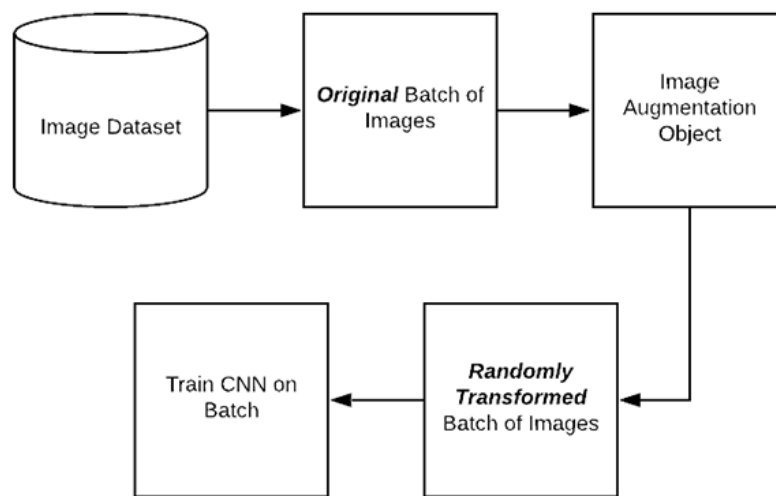 Image Dataset
Original Batch of
Images
Image
Augmentation
Object
Train CNN on
Batch
Randomly
Transformed
Batch of Images